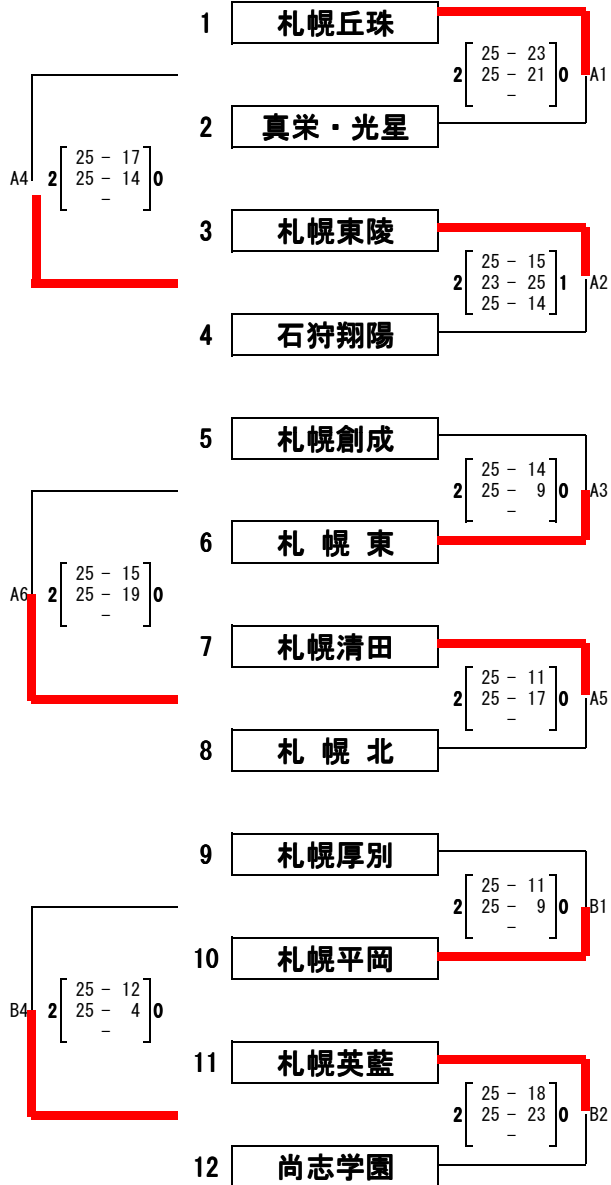 1 札幌丘珠
25 - 23
2 25 - 21 0 A1
-
2 真栄・光星
25 - 17
A4 2 25 - 14 0
-
3 札幌東陵
25 - 15
2 23 - 25 1 A2
25 - 14
4 石狩翔陽
5 札幌創成
25 - 14
2 25 - 9 0 A3
-
6 札幌東
25 - 15
A6 2 25 - 19 0
-
7 札幌清田
25 - 11
2 25 - 17 0 A5
-
8 札幌北
9 札幌厚別
25 - 11
2 25 - 9 0 B1
-
10 札幌平岡
25 - 12
B4 2 25 - 4 0
-
11 札幌英藍
25 - 18
2 25 - 23 0 B2
-
12 尚志学園